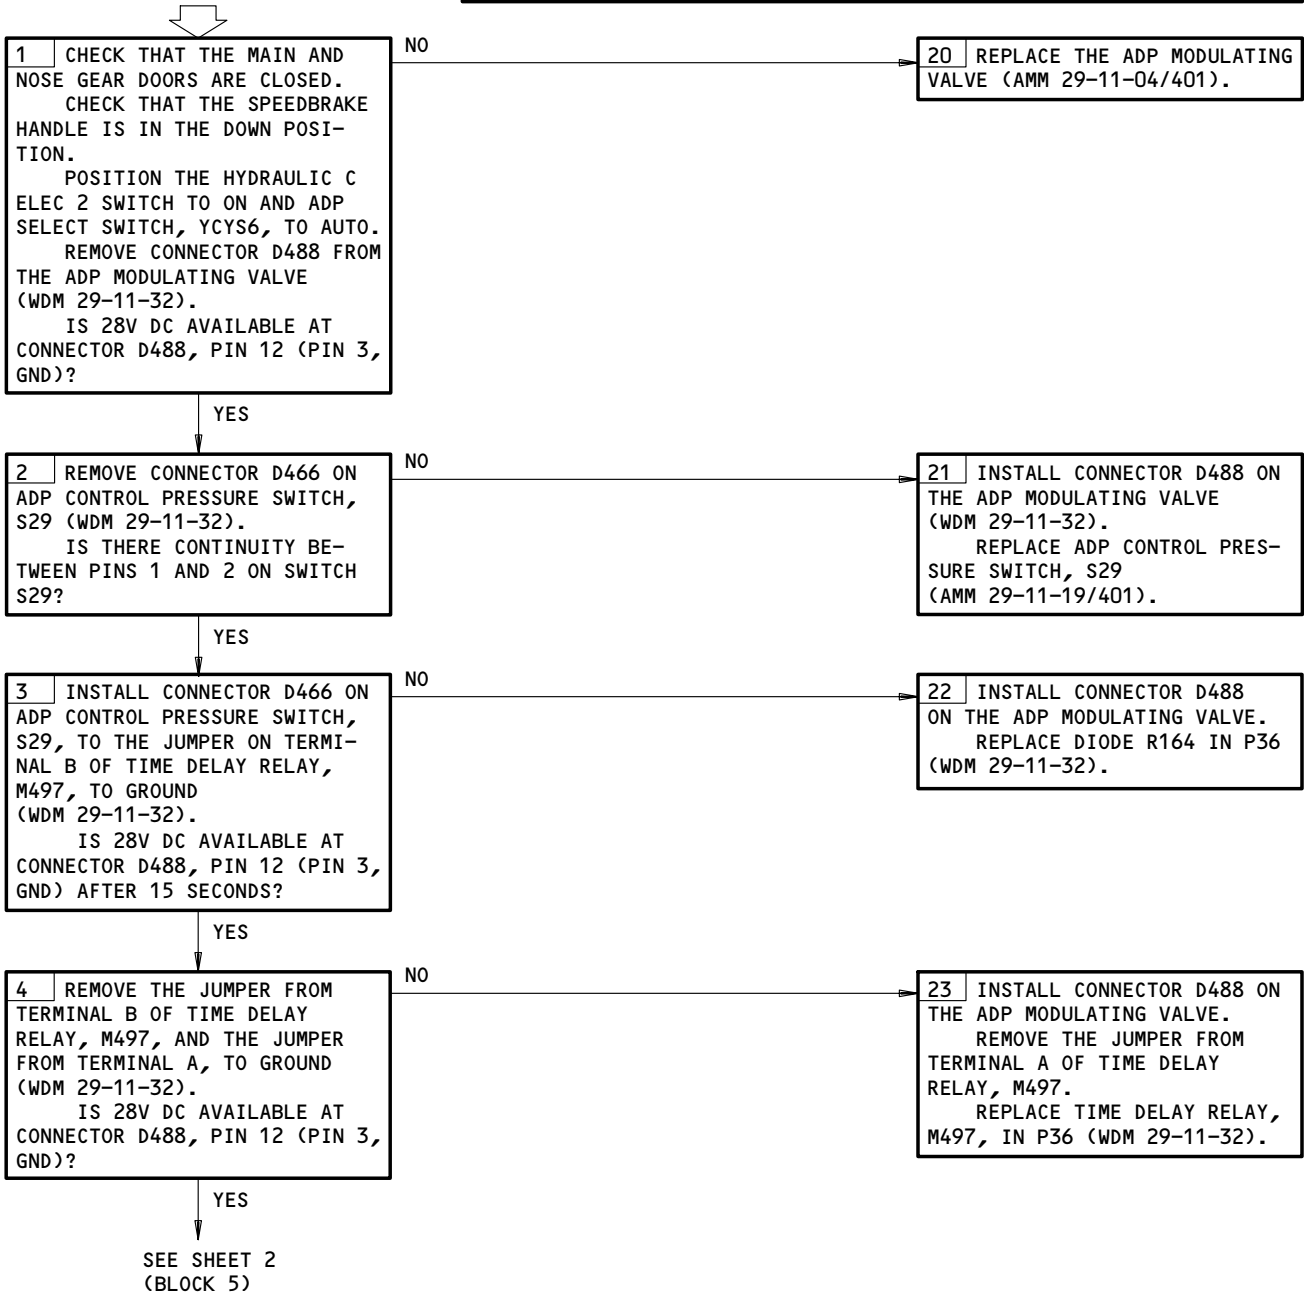 1 CHECK THAT THE MAIN AND
NOSE GEAR DOORS ARE CLOSED.
CHECK THAT THE SPEEDBRAKE
HANDLE IS IN THE DOWN POSI-
TION.
POSITION THE HYDRAULIC C
ELEC 2 SWITCH TO ON AND ADP
SELECT SWITCH, YCYS6, TO AUTO.
REMOVE CONNECTOR D488 FROM
THE ADP MODULATING VALVE
(WDM 29-11-32).
IS 28V DC AVAILABLE AT
CONNECTOR D488, PIN 12 (PIN 3,
GND)?
NO
20 REPLACE THE ADP MODULATING
VALVE (AMM 29-11-04/401).
YES
2 REMOVE CONNECTOR D466 ON
ADP CONTROL PRESSURE SWITCH,
S29 (WDM 29-11-32).
IS THERE CONTINUITY BE-
TWEEN PINS 1 AND 2 ON SWITCH
S29?
NO
21 INSTALL CONNECTOR D488 ON
THE ADP MODULATING VALVE
(WDM 29-11-32).
REPLACE ADP CONTROL PRES-
SURE SWITCH, S29
(AMM 29-11-19/401).
YES
3 INSTALL CONNECTOR D466 ON
ADP CONTROL PRESSURE SWITCH,
S29, TO THE JUMPER ON TERMI-
NAL B OF TIME DELAY RELAY,
M497, TO GROUND
(WDM 29-11-32).
IS 28V DC AVAILABLE AT
CONNECTOR D488, PIN 12 (PIN 3,
GND) AFTER 15 SECONDS?
NO
22 INSTALL CONNECTOR D488
ON THE ADP MODULATING VALVE.
REPLACE DIODE R164 IN P36
(WDM 29-11-32).
YES
4 REMOVE THE JUMPER FROM
TERMINAL B OF TIME DELAY
RELAY, M497, AND THE JUMPER
FROM TERMINAL A, TO GROUND
(WDM 29-11-32).
IS 28V DC AVAILABLE AT
CONNECTOR D488, PIN 12 (PIN 3,
GND)?
NO
23 INSTALL CONNECTOR D488 ON
THE ADP MODULATING VALVE.
REMOVE THE JUMPER FROM
TERMINAL A OF TIME DELAY
RELAY, M497.
REPLACE TIME DELAY RELAY,
M497, IN P36 (WDM 29-11-32).
YES
SEE SHEET 2
(BLOCK 5)